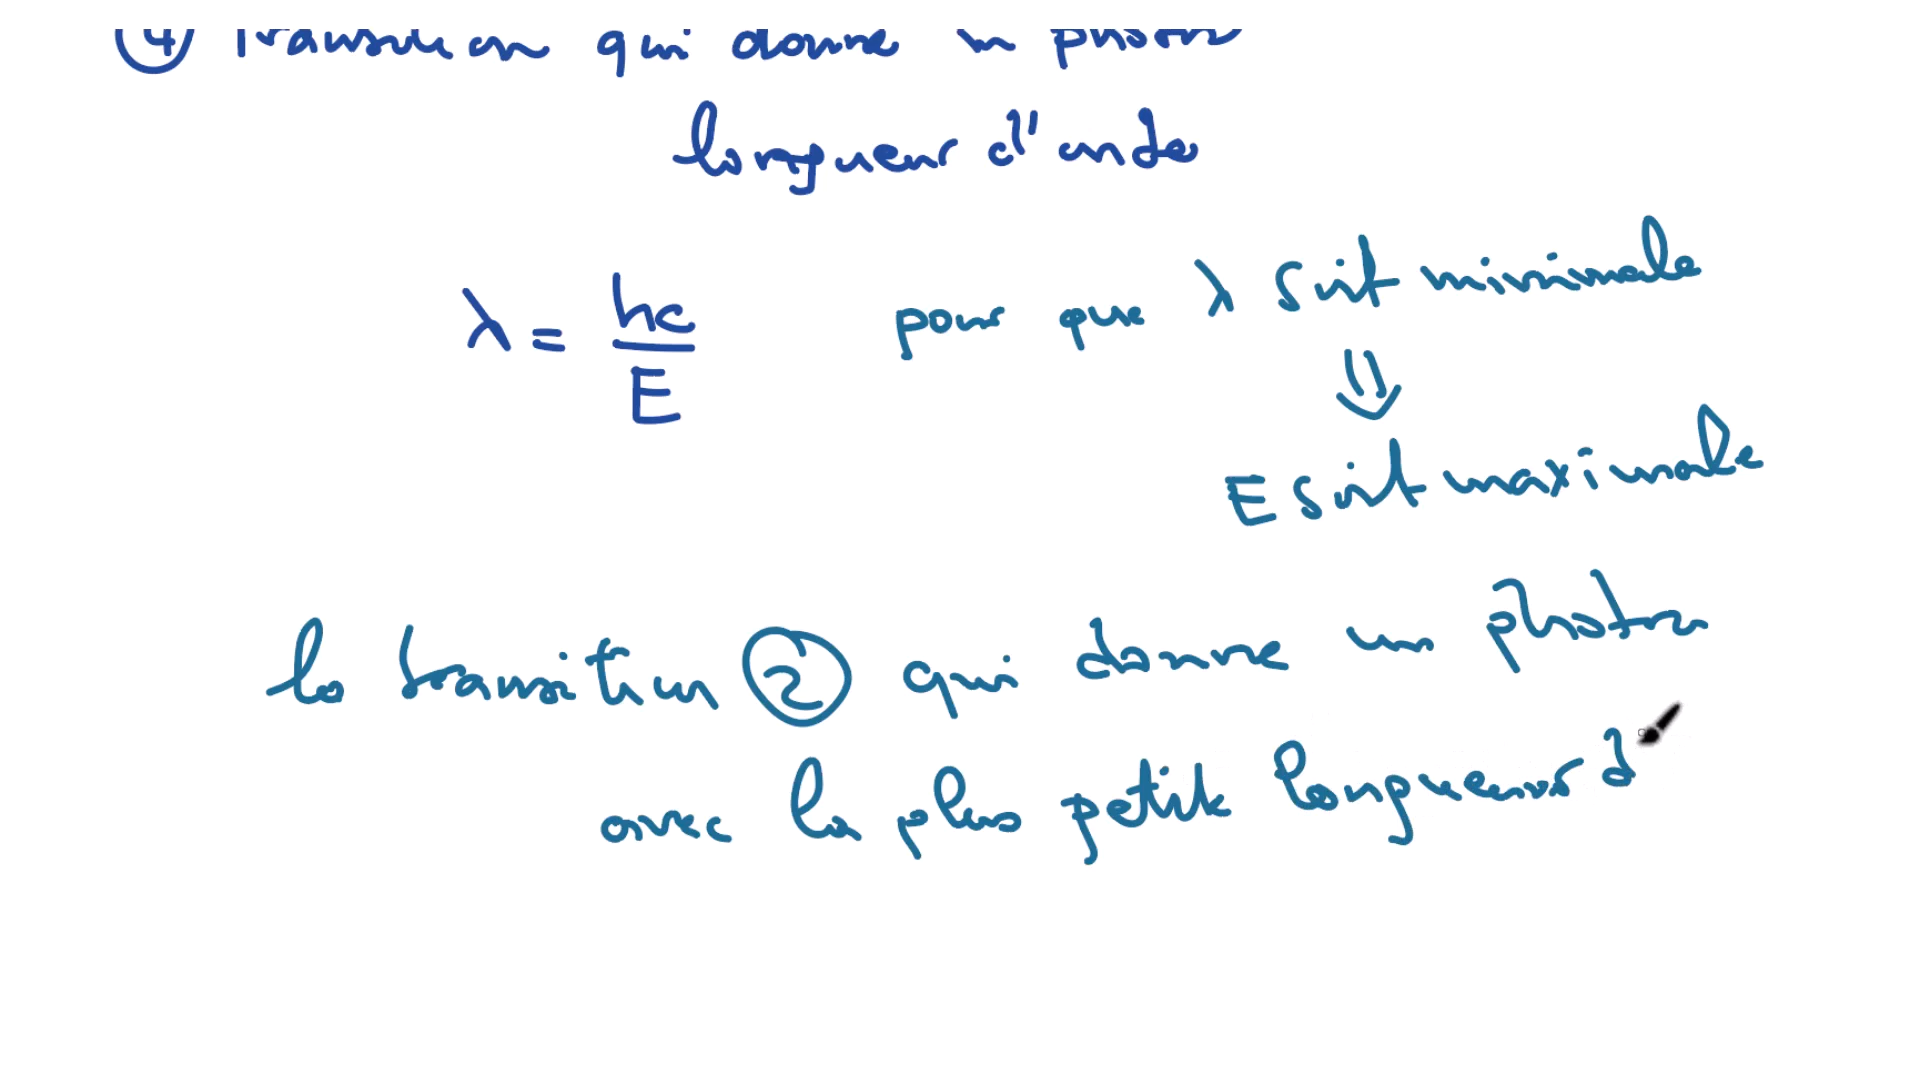 ④ Transition qui donne un photon
longueur d'onde
λ = hc / E pour que λ soit minimale
⇓
E soit maximale
la transition ② qui donne un photon
avec la plus petite longueur d